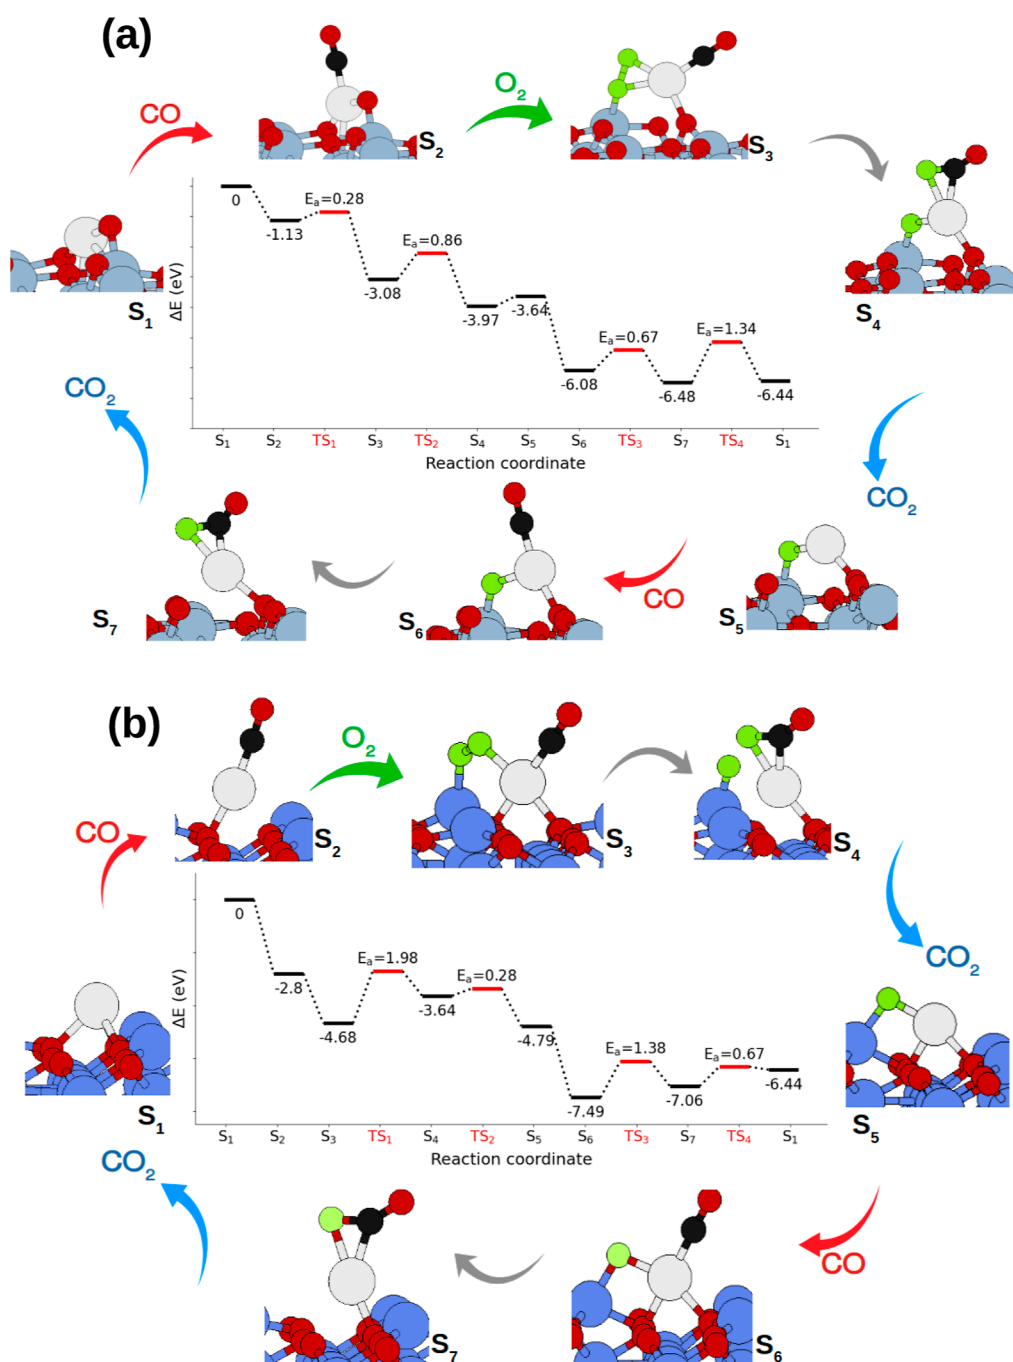 (a)
CO
O2
S2
S3
S1
S4
0
-1.13
Ea=0.28
-3.08
Ea=0.86
-3.97
-3.64
-6.08
Ea=0.67
-6.48
Ea=1.34
-6.44
ΔE (eV)
S1 S2 TS1 S3 TS2 S4 S5 S6 TS3 S7 TS4 S1
Reaction coordinate
CO2
CO2
S7
S6
CO
S5
(b)
O2
CO
S2
S3
S4
CO2
0
-2.8
-4.68
Ea=1.98
-3.64
Ea=0.28
-4.79
-7.49
Ea=1.38
-7.06
Ea=0.67
-6.44
ΔE (eV)
S1 S2 S3 TS1 S4 TS2 S5 S6 TS3 S7 TS4 S1
Reaction coordinate
S1
S5
CO2
CO
S7
S6